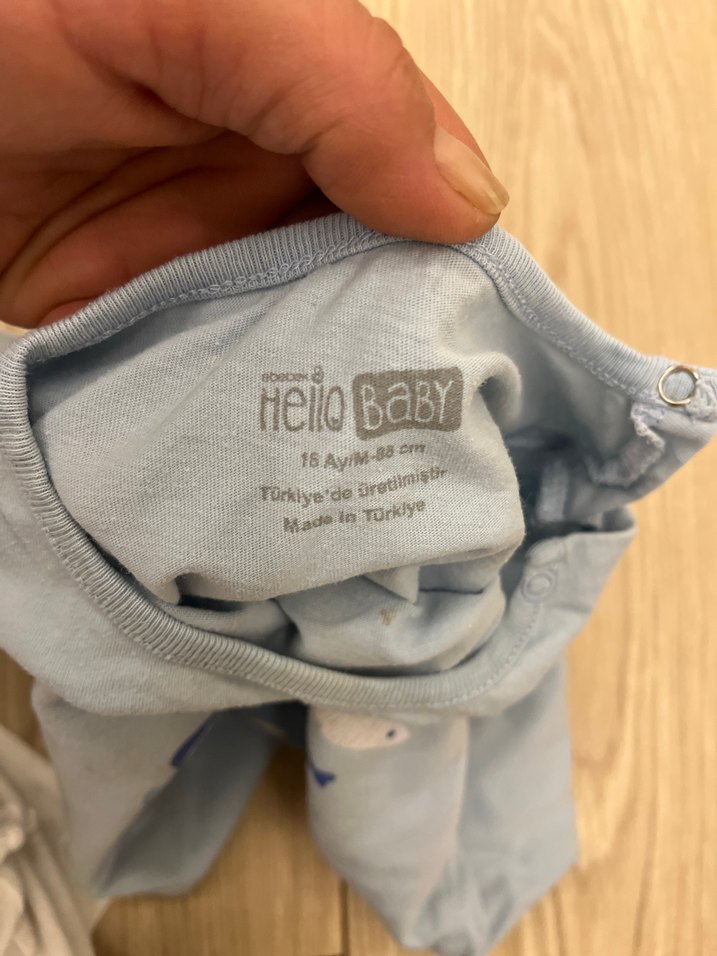 Hello BABY
18 Ay/M-86 cm
Türkiye'de üretilmiştir
Made in Türkiye